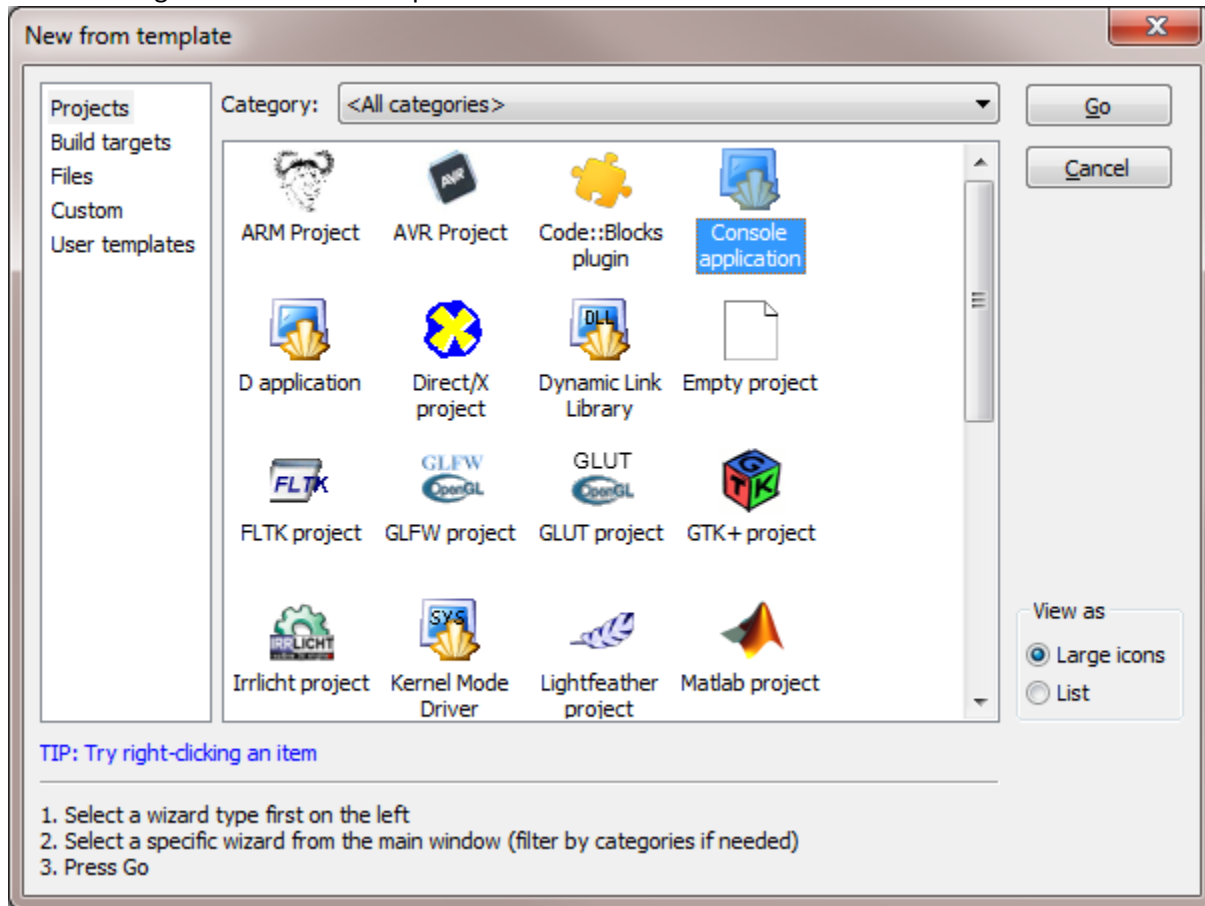 New from template
Projects
Build targets
Files
Custom
User templates
Category: <All categories>
Go
Cancel
AVR
ARM Project AVR Project Code::Blocks plugin Console application
DLL
D application Direct/X project Dynamic Link Library Empty project
FLTK GLFW OpenGL GLUT OpenGL GTK
FLTK project GLFW project GLUT project GTK+ project
IRRLICHT SYS
Irrlicht project Kernel Mode Driver Lightfeather project Matlab project
View as
Large icons
List
TIP: Try right-clicking an item
1. Select a wizard type first on the left
2. Select a specific wizard from the main window (filter by categories if needed)
3. Press Go